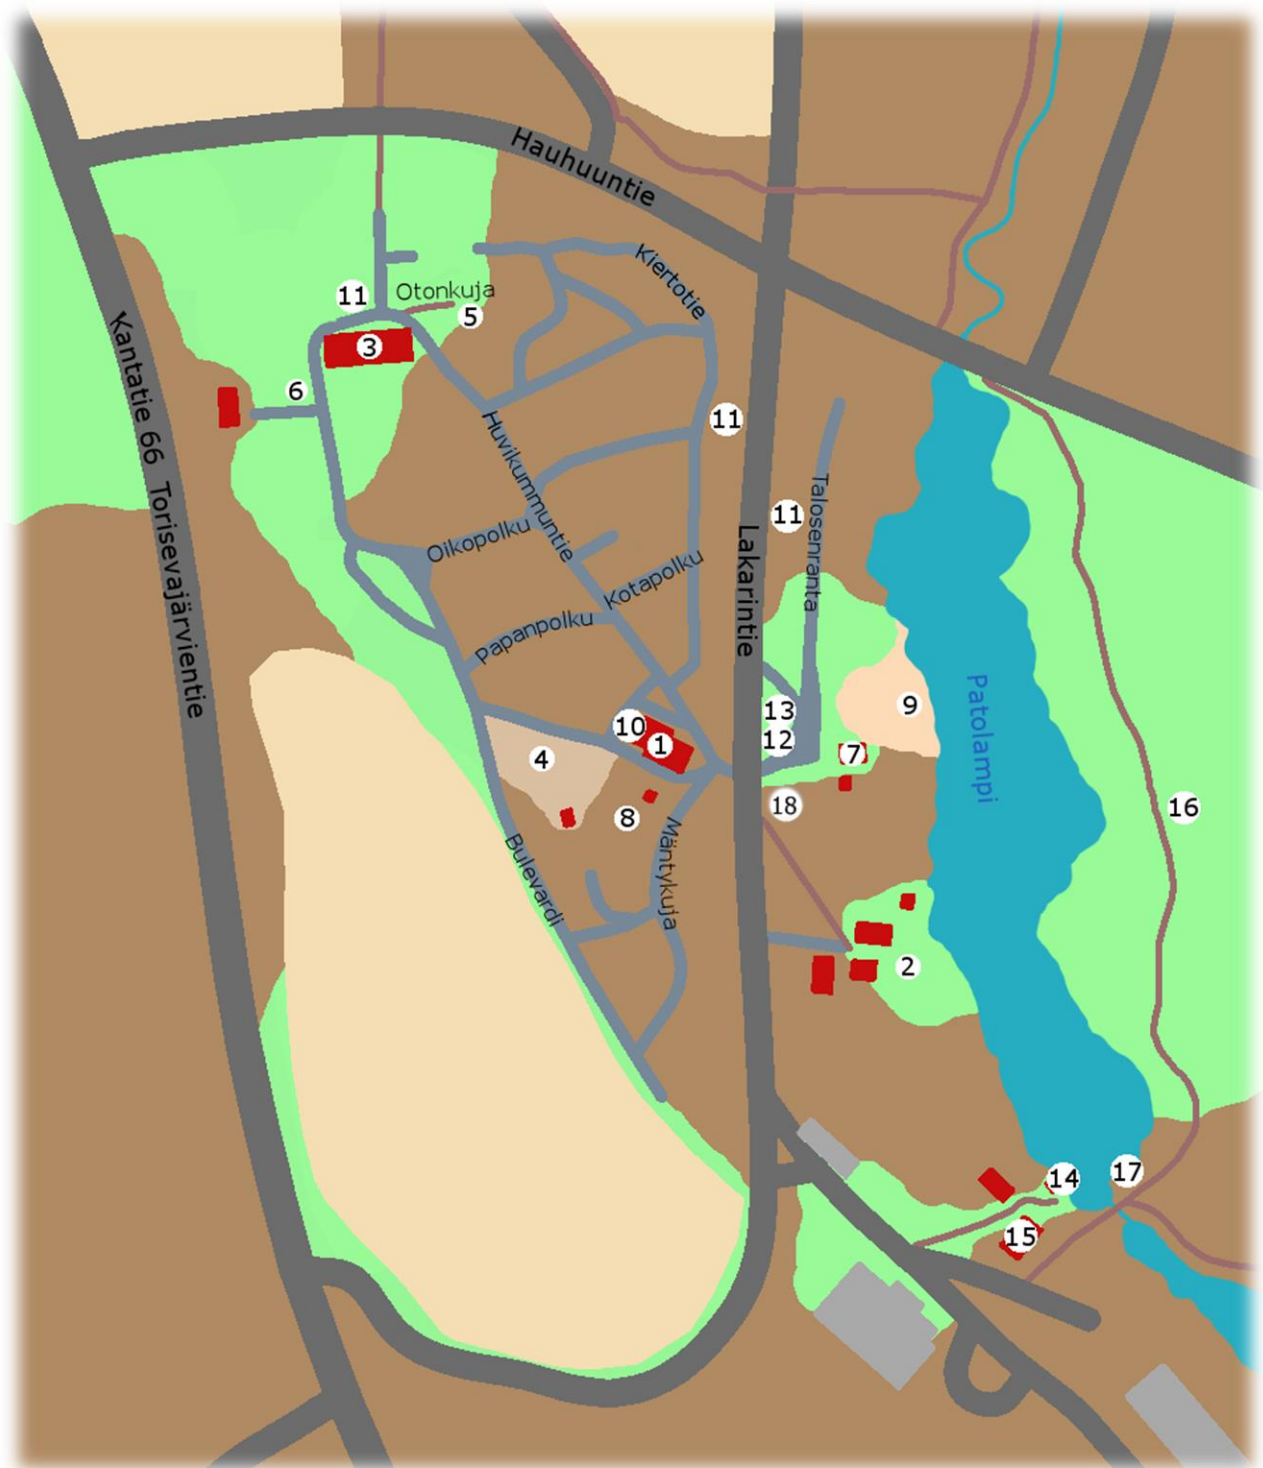 Hauhuuntie
Kiertotie
11
Otonkuja
5
3
Kantatie 66 Torisevajärvientie
6
11
Huvikummuntie
Talosenranta
11
Oikopolku
Lakarintie
Kotapolku
Papanpolku
Patolampi
13
9
10
1
12
7
4
18
16
8
Mäntykuja
Bulevardi
2
14
17
15